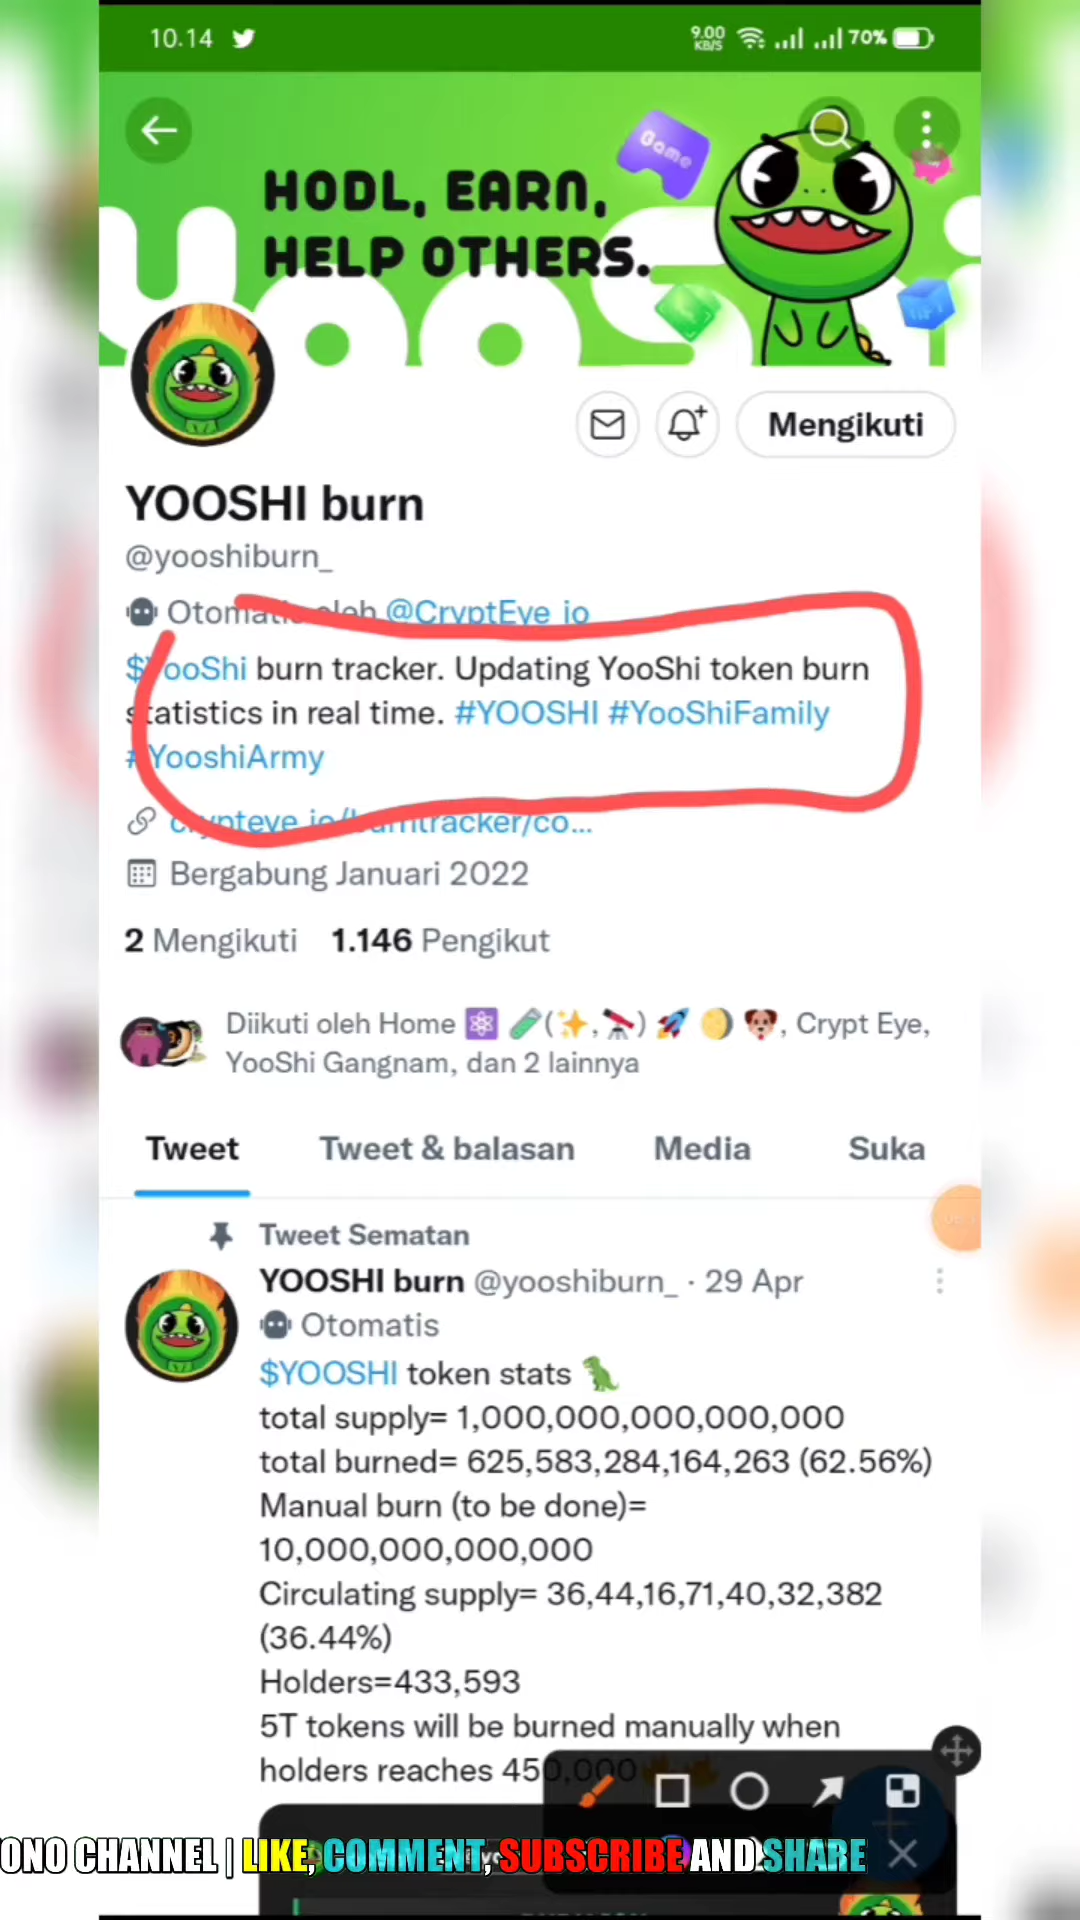 10.14
9.00
KB/S
70%
HODL, EARN,
HELP OTHERS.
Game
Mengikuti
YOOSHI burn
@yooshiburn_
Otomatis oleh @CryptEye_io
$YooShi burn tracker. Updating YooShi token burn
statistics in real time. #YOOSHI #YooShiFamily
#YooshiArmy
crypteye.io/burntracker/co...
Bergabung Januari 2022
2 Mengikuti 1.146 Pengikut
Diikuti oleh Home ⚛️ 🧪(✨,🔭) 🚀 🌖 🐶, Crypt Eye,
YooShi Gangnam, dan 2 lainnya
Tweet Tweet & balasan Media Suka
Tweet Sematan
YOOSHI burn @yooshiburn_ · 29 Apr
Otomatis
$YOOSHI token stats 🦖
total supply= 1,000,000,000,000,000
total burned= 625,583,284,164,263 (62.56%)
Manual burn (to be done)=
10,000,000,000,000
Circulating supply= 36,44,16,71,40,32,382
(36.44%)
Holders=433,593
5T tokens will be burned manually when
holders reaches 450,000
ONO CHANNEL | LIKE, COMMENT, SUBSCRIBE AND SHARE